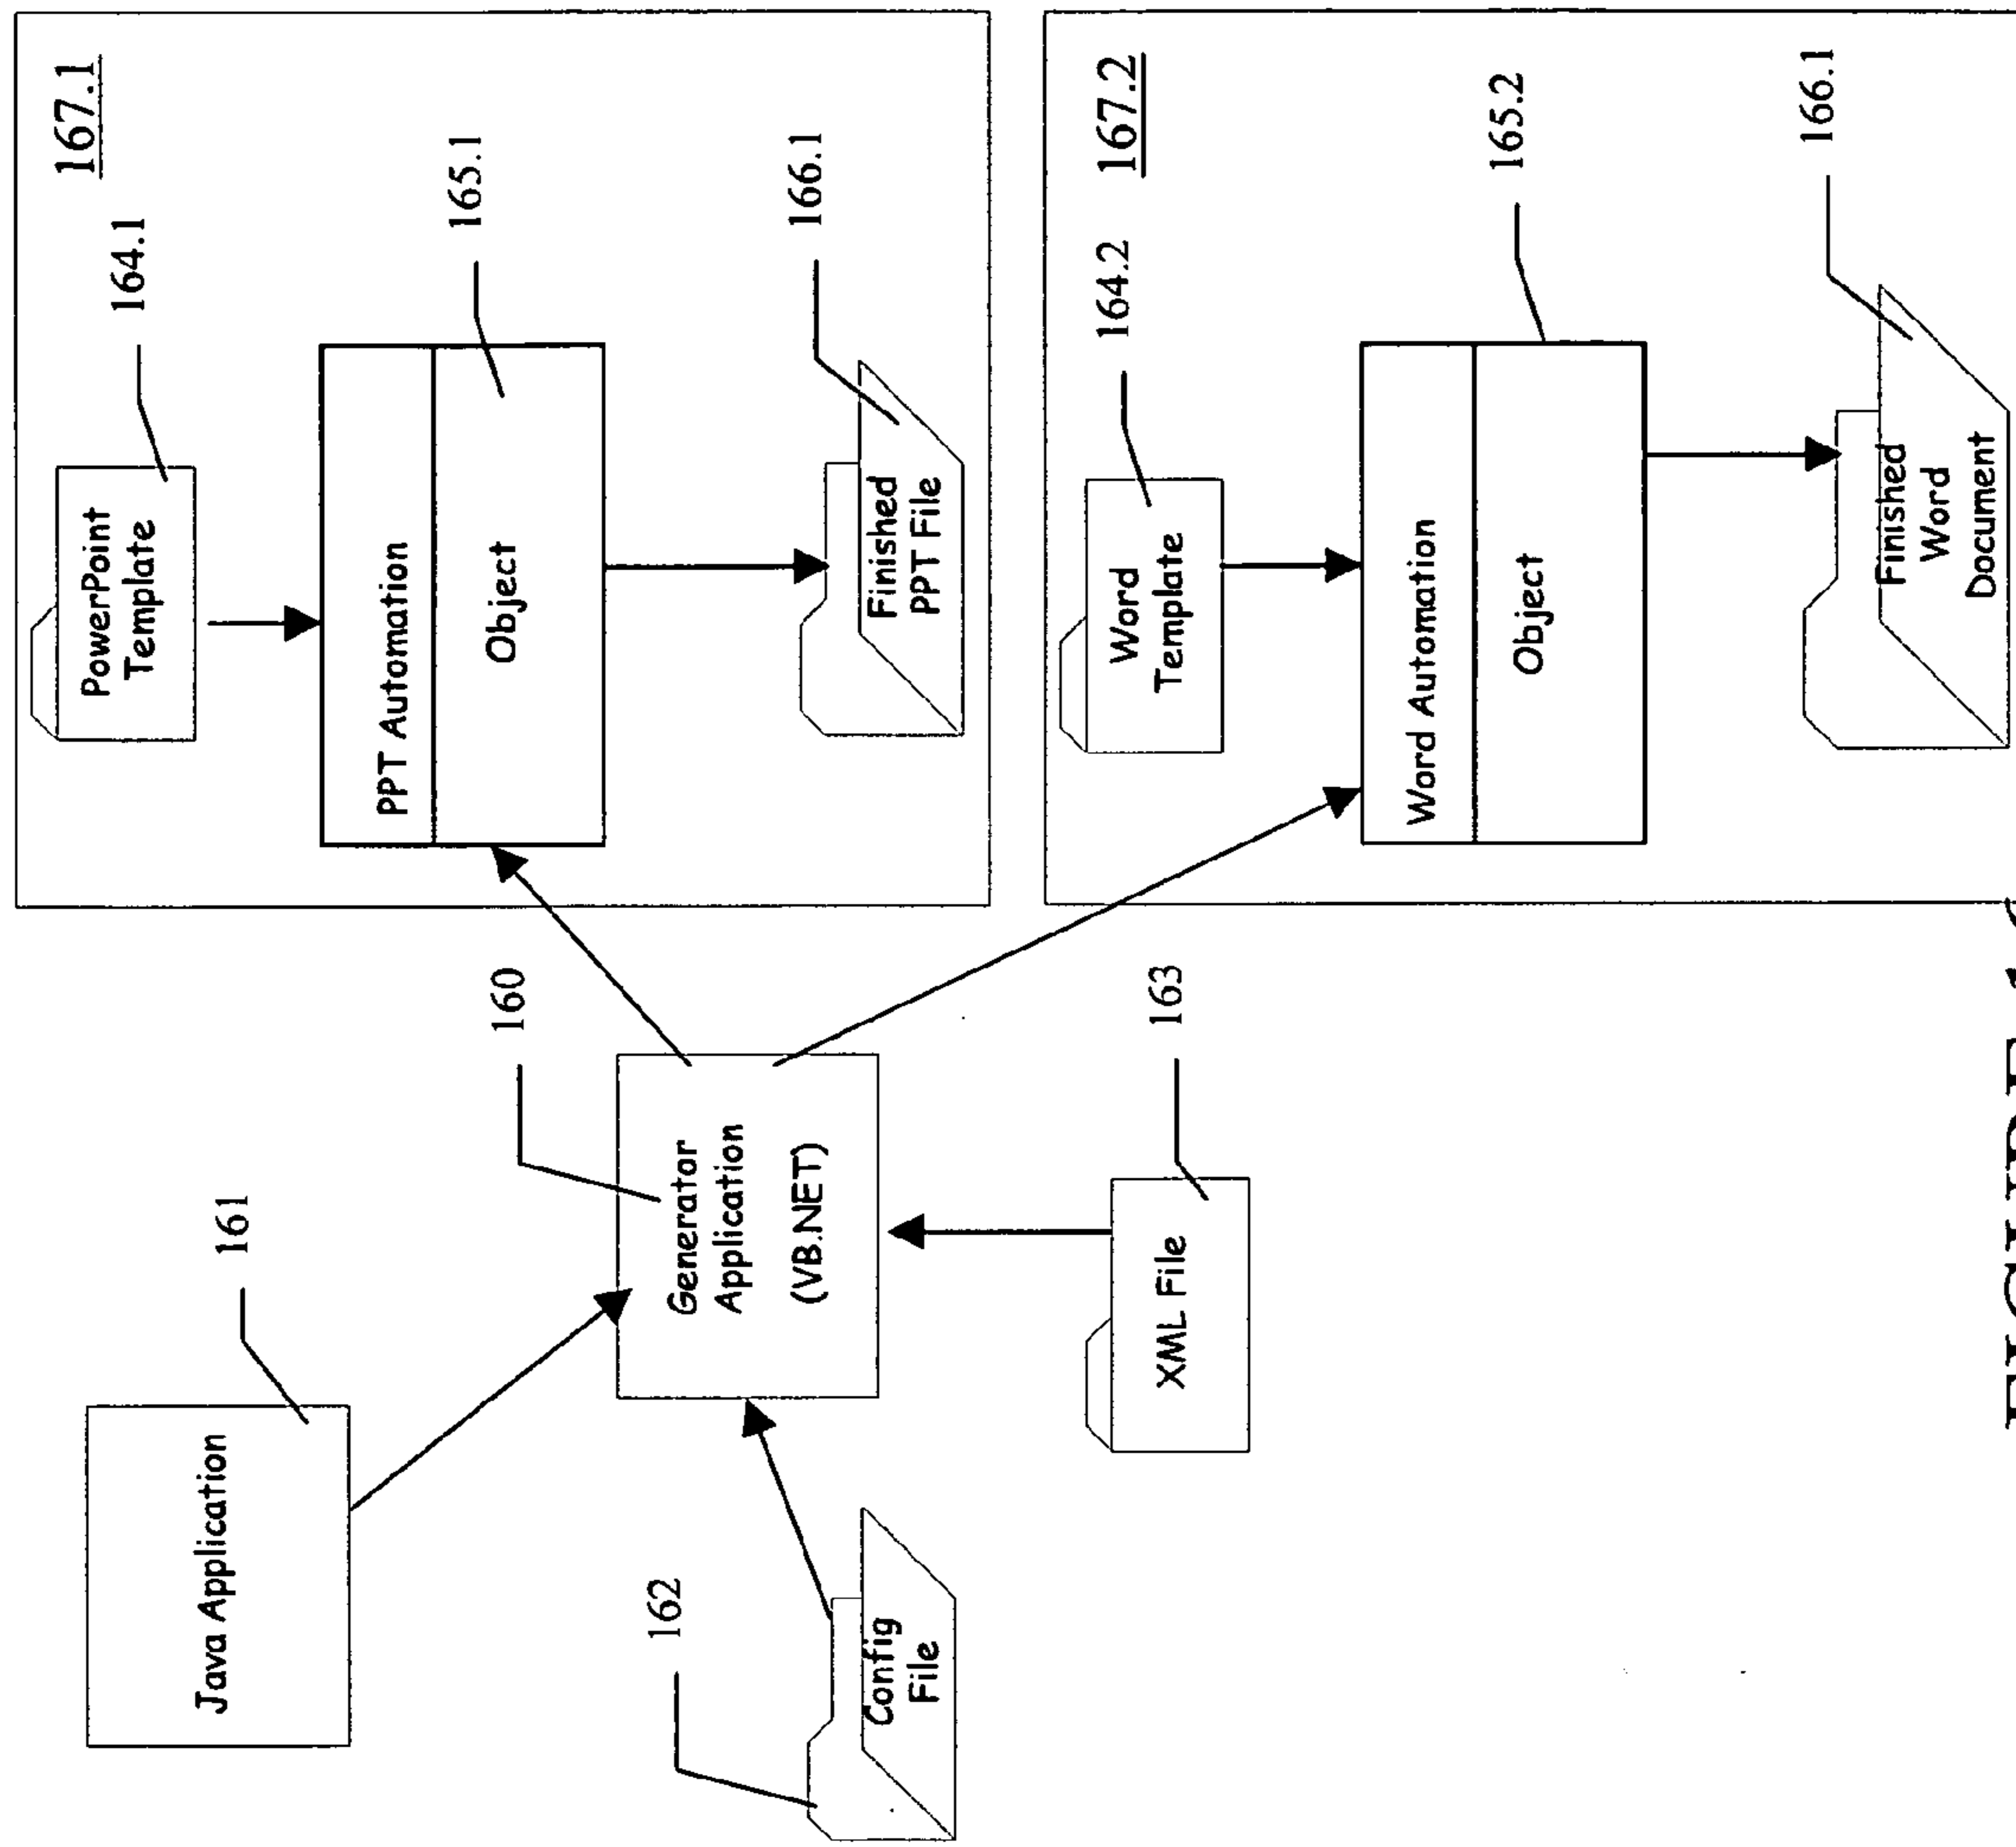 Java Application
161
Config
File
162
Generator
Application
(VB.NET)
160
XML File
163
167.1
PowerPoint
Template
164.1
PPT Automation
Object
165.1
Finished
PPT File
166.1
167.2
Word
Template
164.2
Word Automation
Object
165.2
Finished
Word
Document
166.1